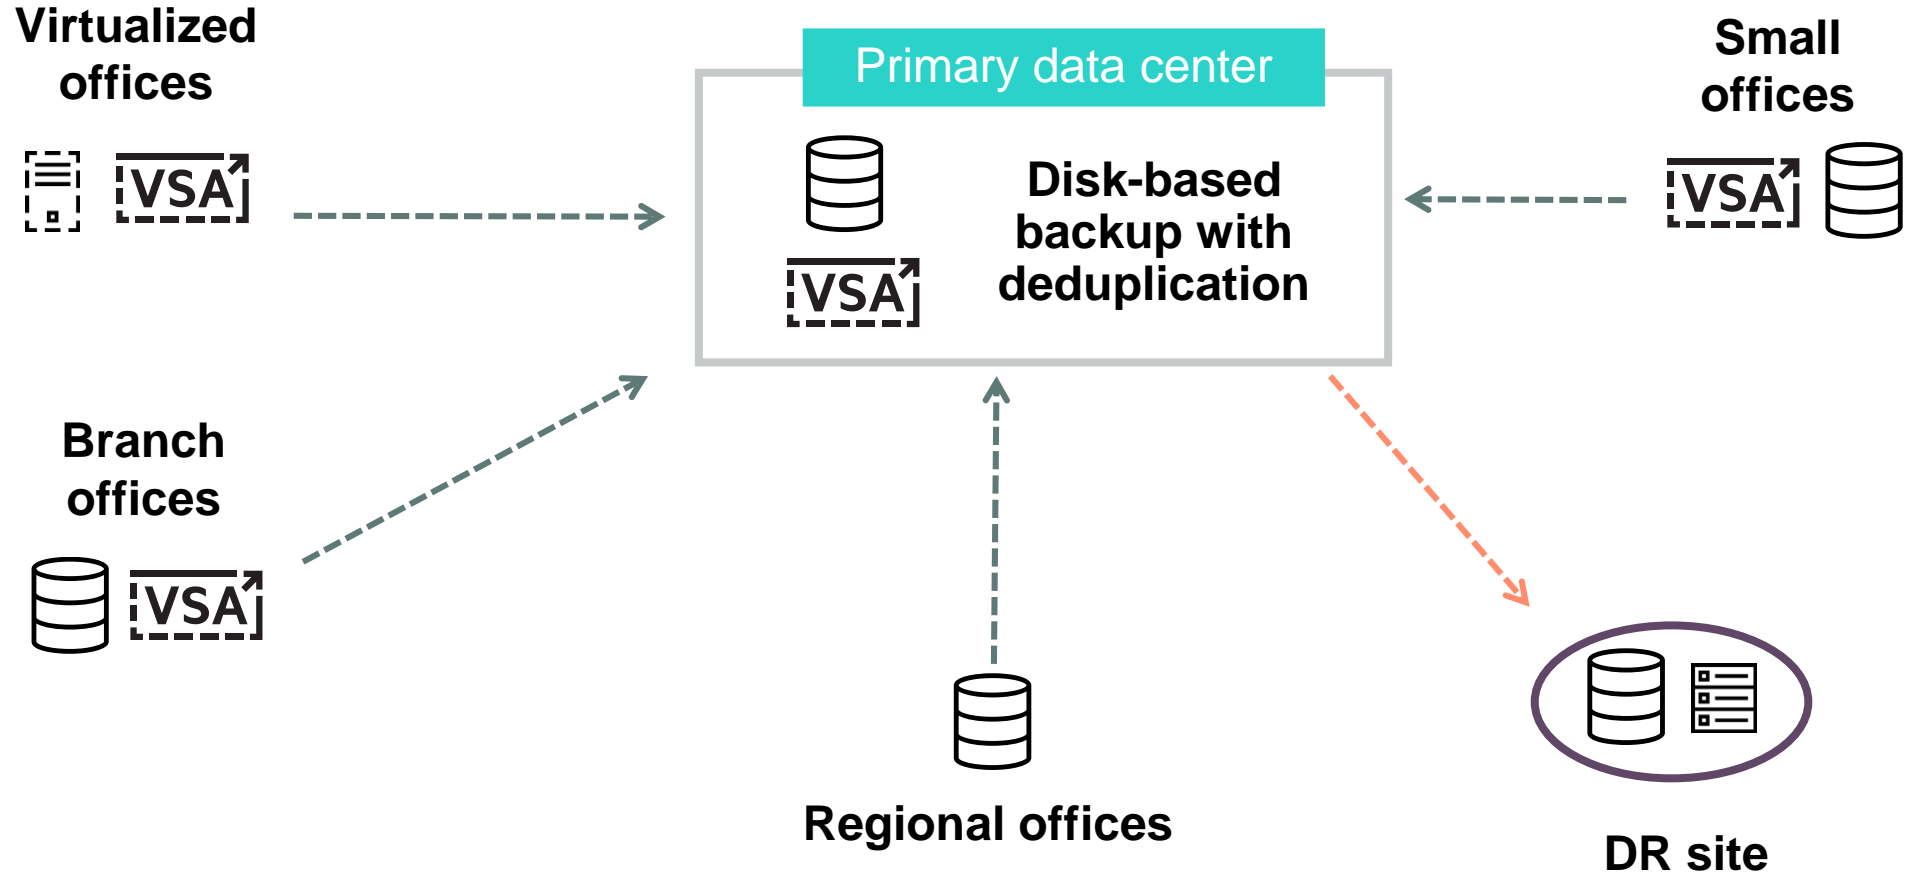 Virtualized
offices
VSA
Primary data center
Disk-based
backup with
deduplication
VSA
Small
offices
VSA
Branch
offices
VSA
Regional offices
DR site